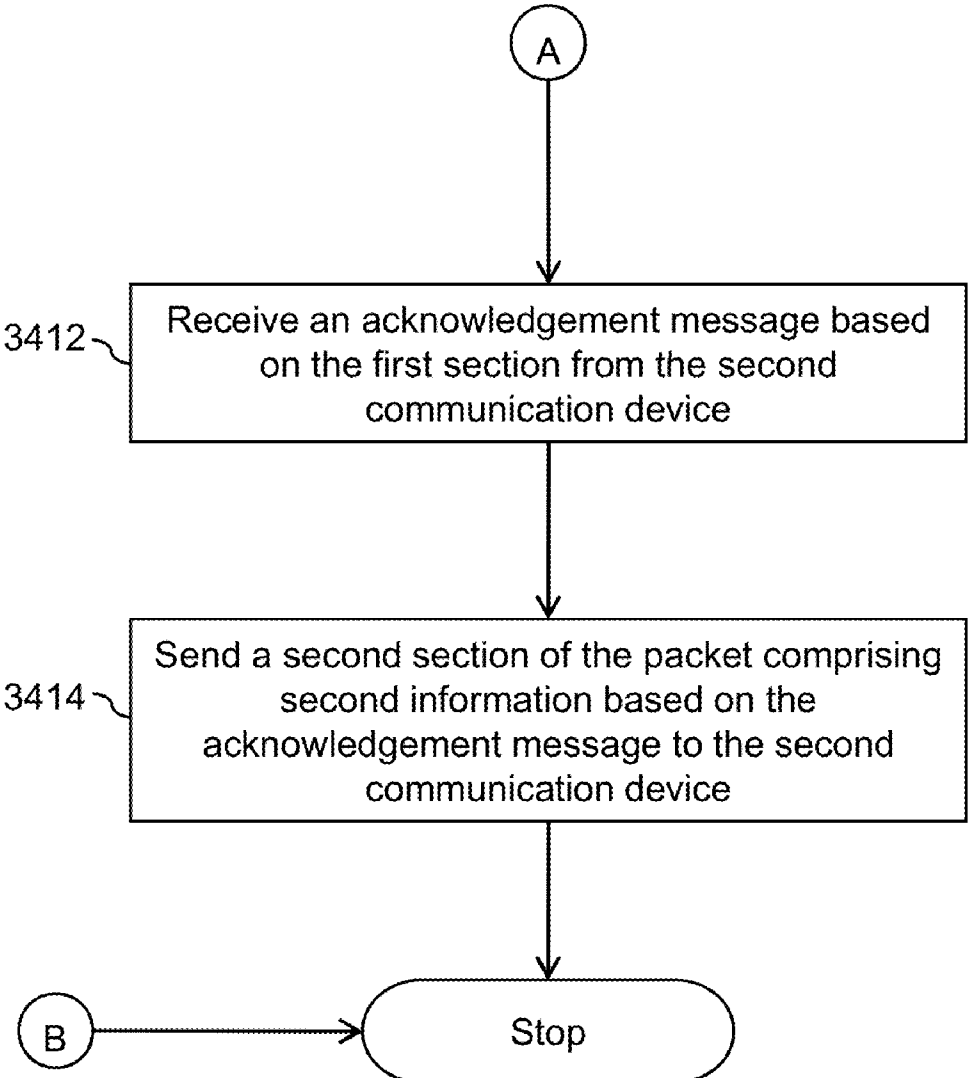 A
3412
Receive an acknowledgement message based
on the first section from the second
communication device
3414
Send a second section of the packet comprising
second information based on the
acknowledgement message to the second
communication device
B
Stop